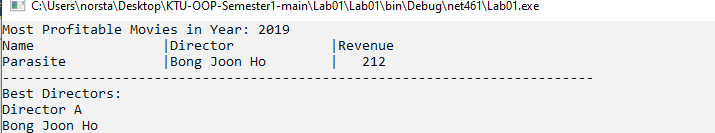 C:\Users\norsta\Desktop\KTU-OOP-Semester1-main\Lab01\Lab01\bin\Debug\net461\Lab01.exe
Most Profitable Movies in Year: 2019
Name                |Director            |Revenue
Parasite            |Bong Joon Ho        |   212
--------------------------------------------------------------------------
Best Directors:
Director A
Bong Joon Ho